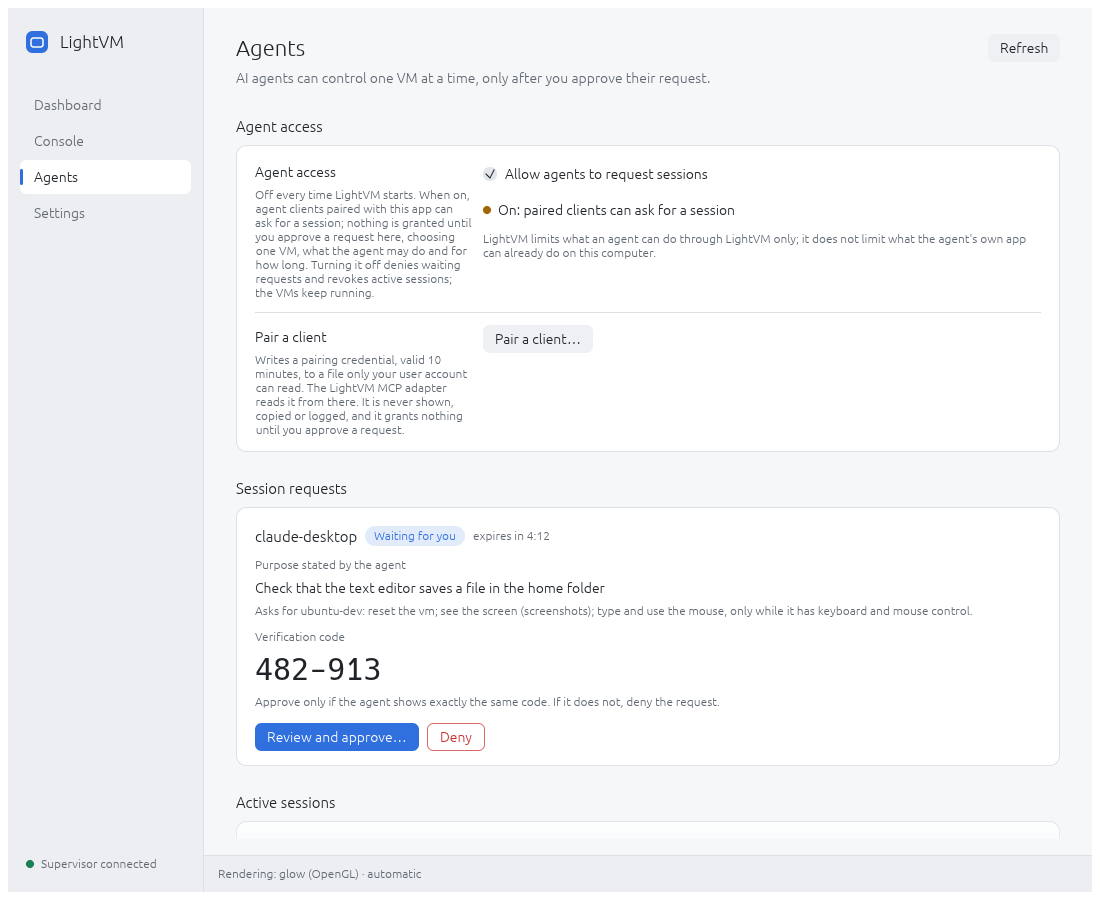 LightVM
Dashboard
Console
Agents
Settings
Supervisor connected
Agents
Refresh
AI agents can control one VM at a time, only after you approve their request.
Agent access
Agent access
Off every time LightVM starts. When on,
agent clients paired with this app can
ask for a session; nothing is granted until
you approve a request here, choosing
one VM, what the agent may do and for
how long. Turning it off denies waiting
requests and revokes active sessions;
the VMs keep running.
Allow agents to request sessions
On: paired clients can ask for a session
LightVM limits what an agent can do through LightVM only; it does not limit what the agent's own app
can already do on this computer.
Pair a client
Writes a pairing credential, valid 10
minutes, to a file only your user account
can read. The LightVM MCP adapter
reads it from there. It is never shown,
copied or logged, and it grants nothing
until you approve a request.
Pair a client…
Session requests
claude-desktop
Waiting for you
expires in 4:12
Purpose stated by the agent
Check that the text editor saves a file in the home folder
Asks for ubuntu-dev: reset the vm; see the screen (screenshots); type and use the mouse, only while it has keyboard and mouse control.
Verification code
482-913
Approve only if the agent shows exactly the same code. If it does not, deny the request.
Review and approve…
Deny
Active sessions
Rendering: glow (OpenGL) · automatic